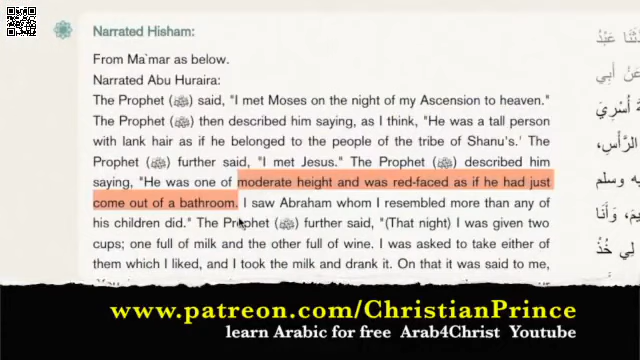 Narrated Hisham:
From Ma`mar as below.
Narrated Abu Huraira:
The Prophet (ﷺ) said, "I met Moses on the night of my Ascension to heaven."
The Prophet (ﷺ) then described him saying, as I think, "He was a tall person
with lank hair as if he belonged to the people of the tribe of Shanu's.' The
Prophet (ﷺ) further said, "I met Jesus." The Prophet (ﷺ) described him
saying, "He was one of moderate height and was red-faced as if he had just
come out of a bathroom. I saw Abraham whom I resembled more than any of
his children did." The Prophet (ﷺ) further said, "(That night) I was given two
cups; one full of milk and the other full of wine. I was asked to take either of
them which I liked, and I took the milk and drank it. On that it was said to me,
عَبْدُ
أَبِي
أُسْرِيَ
الرَّأْسِ،
وسلم
وَأَنَا
لِي خُذْ
www.patreon.com/ChristianPrince
learn Arabic for free Arab4Christ Youtube